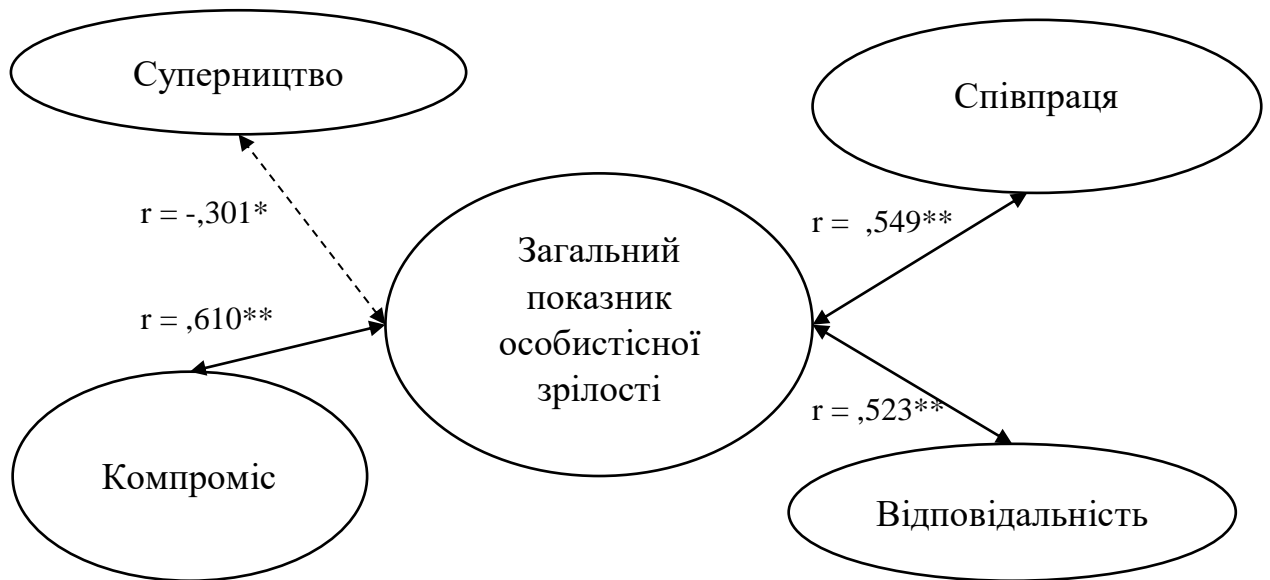 Суперництво
Співпраця
r = -,301*
r = ,549**
Загальний
показник
особистісної
зрілості
r = ,610**
r = ,523**
Компроміс
Відповідальність